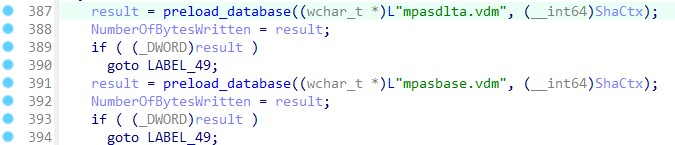 387 result = preload_database((wchar_t *)L"mpasdlta.vdm", (__int64)ShaCtx);
388 NumberOfBytesWritten = result;
389 if ( (_DWORD)result )
390 goto LABEL_49;
391 result = preload_database((wchar_t *)L"mpasbase.vdm", (__int64)ShaCtx);
392 NumberOfBytesWritten = result;
393 if ( (_DWORD)result )
394 goto LABEL_49;